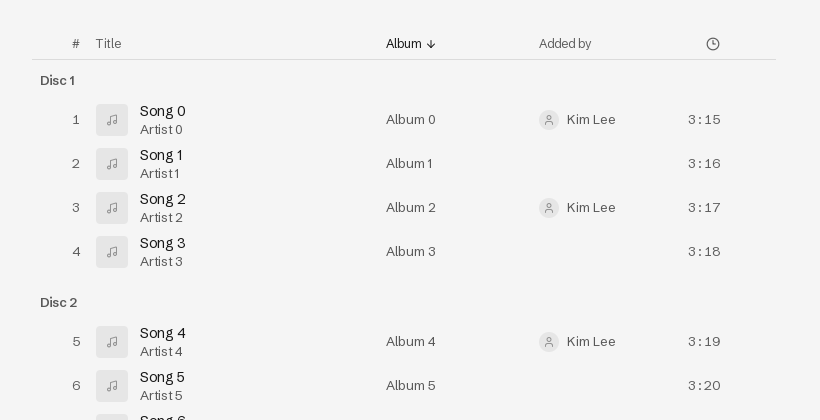 # Title Album Added by
Disc 1
1 Song 0 Album 0 Kim Lee 3:15
Artist 0
2 Song 1 Album 1 3:16
Artist 1
3 Song 2 Album 2 Kim Lee 3:17
Artist 2
4 Song 3 Album 3 3:18
Artist 3
Disc 2
5 Song 4 Album 4 Kim Lee 3:19
Artist 4
6 Song 5 Album 5 3:20
Artist 5
Song 6